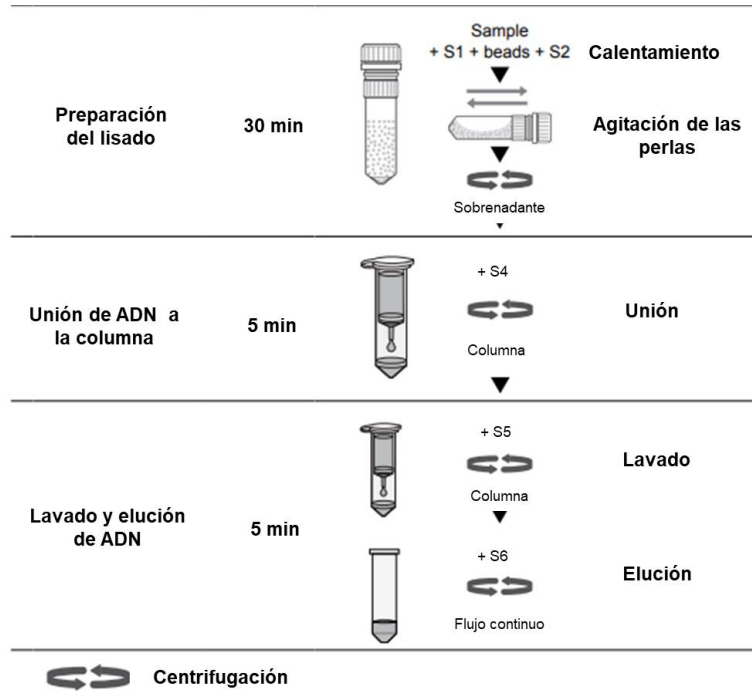 Sample
+ S1 + beads + S2
Calentamiento
Preparación
del lisado
30 min
Agitación de las
perlas
Sobrenadante
+ S4
Unión de ADN a
la columna
5 min
Unión
Columna
+ S5
Lavado
Columna
Lavado y elución
de ADN
5 min
+ S6
Elución
Flujo continuo
Centrifugación